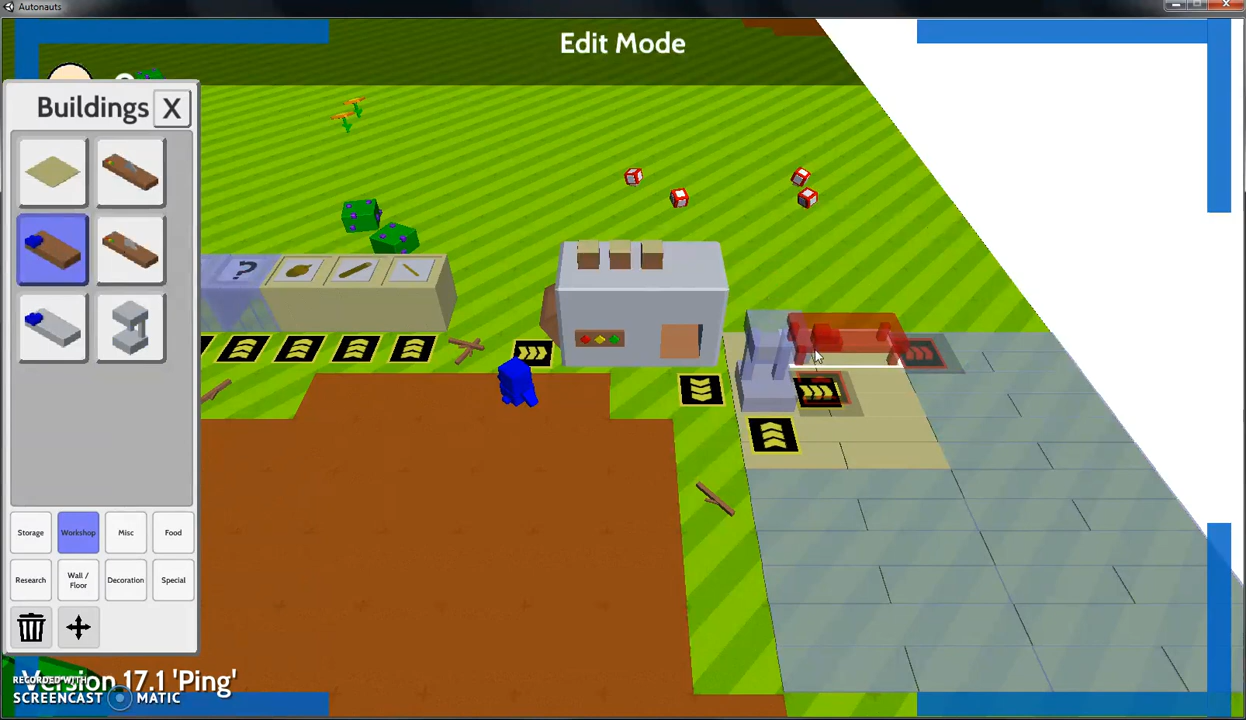 Autonauts
Edit Mode
Buildings X
?
Storage Workshop Misc Food
Research Wall / Floor Decoration Special
Version 17.1 'Ping'
RECORDED WITH
SCREENCAST MATIC